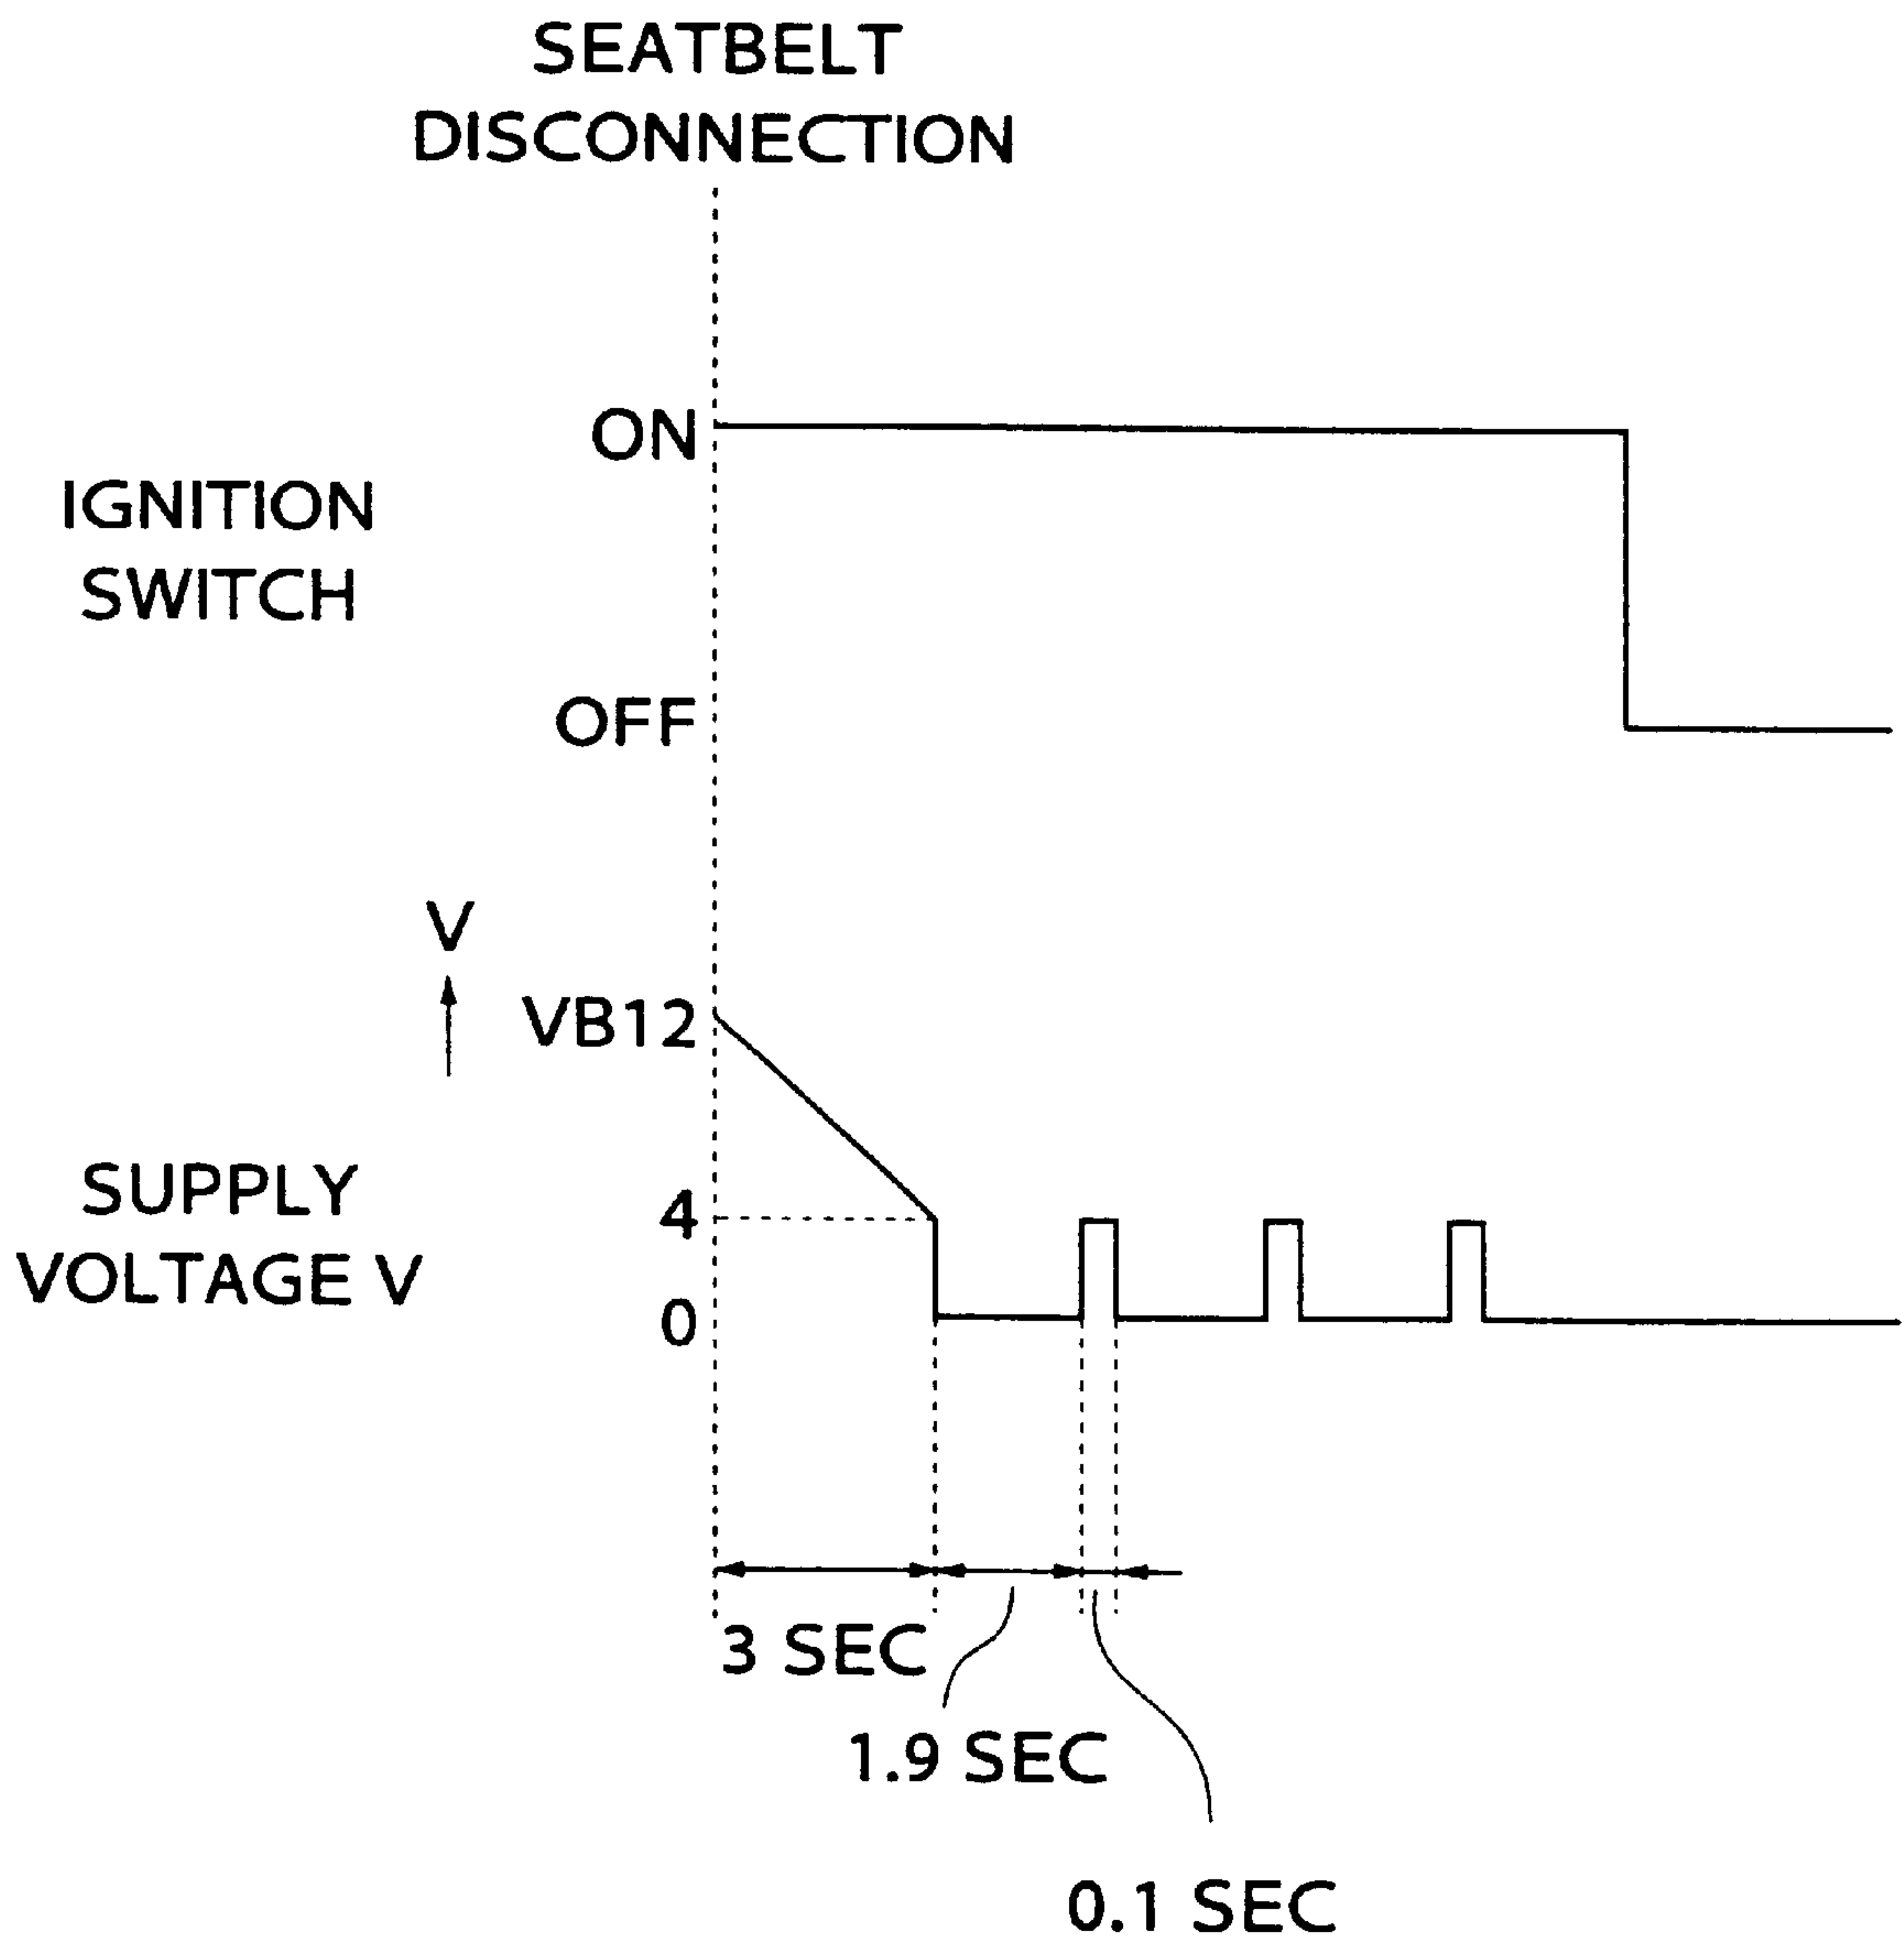 SEATBELT
DISCONNECTION
ON
IGNITION
SWITCH
OFF
V
VB12
SUPPLY
VOLTAGE V
4
0
3 SEC
1.9 SEC
0.1 SEC